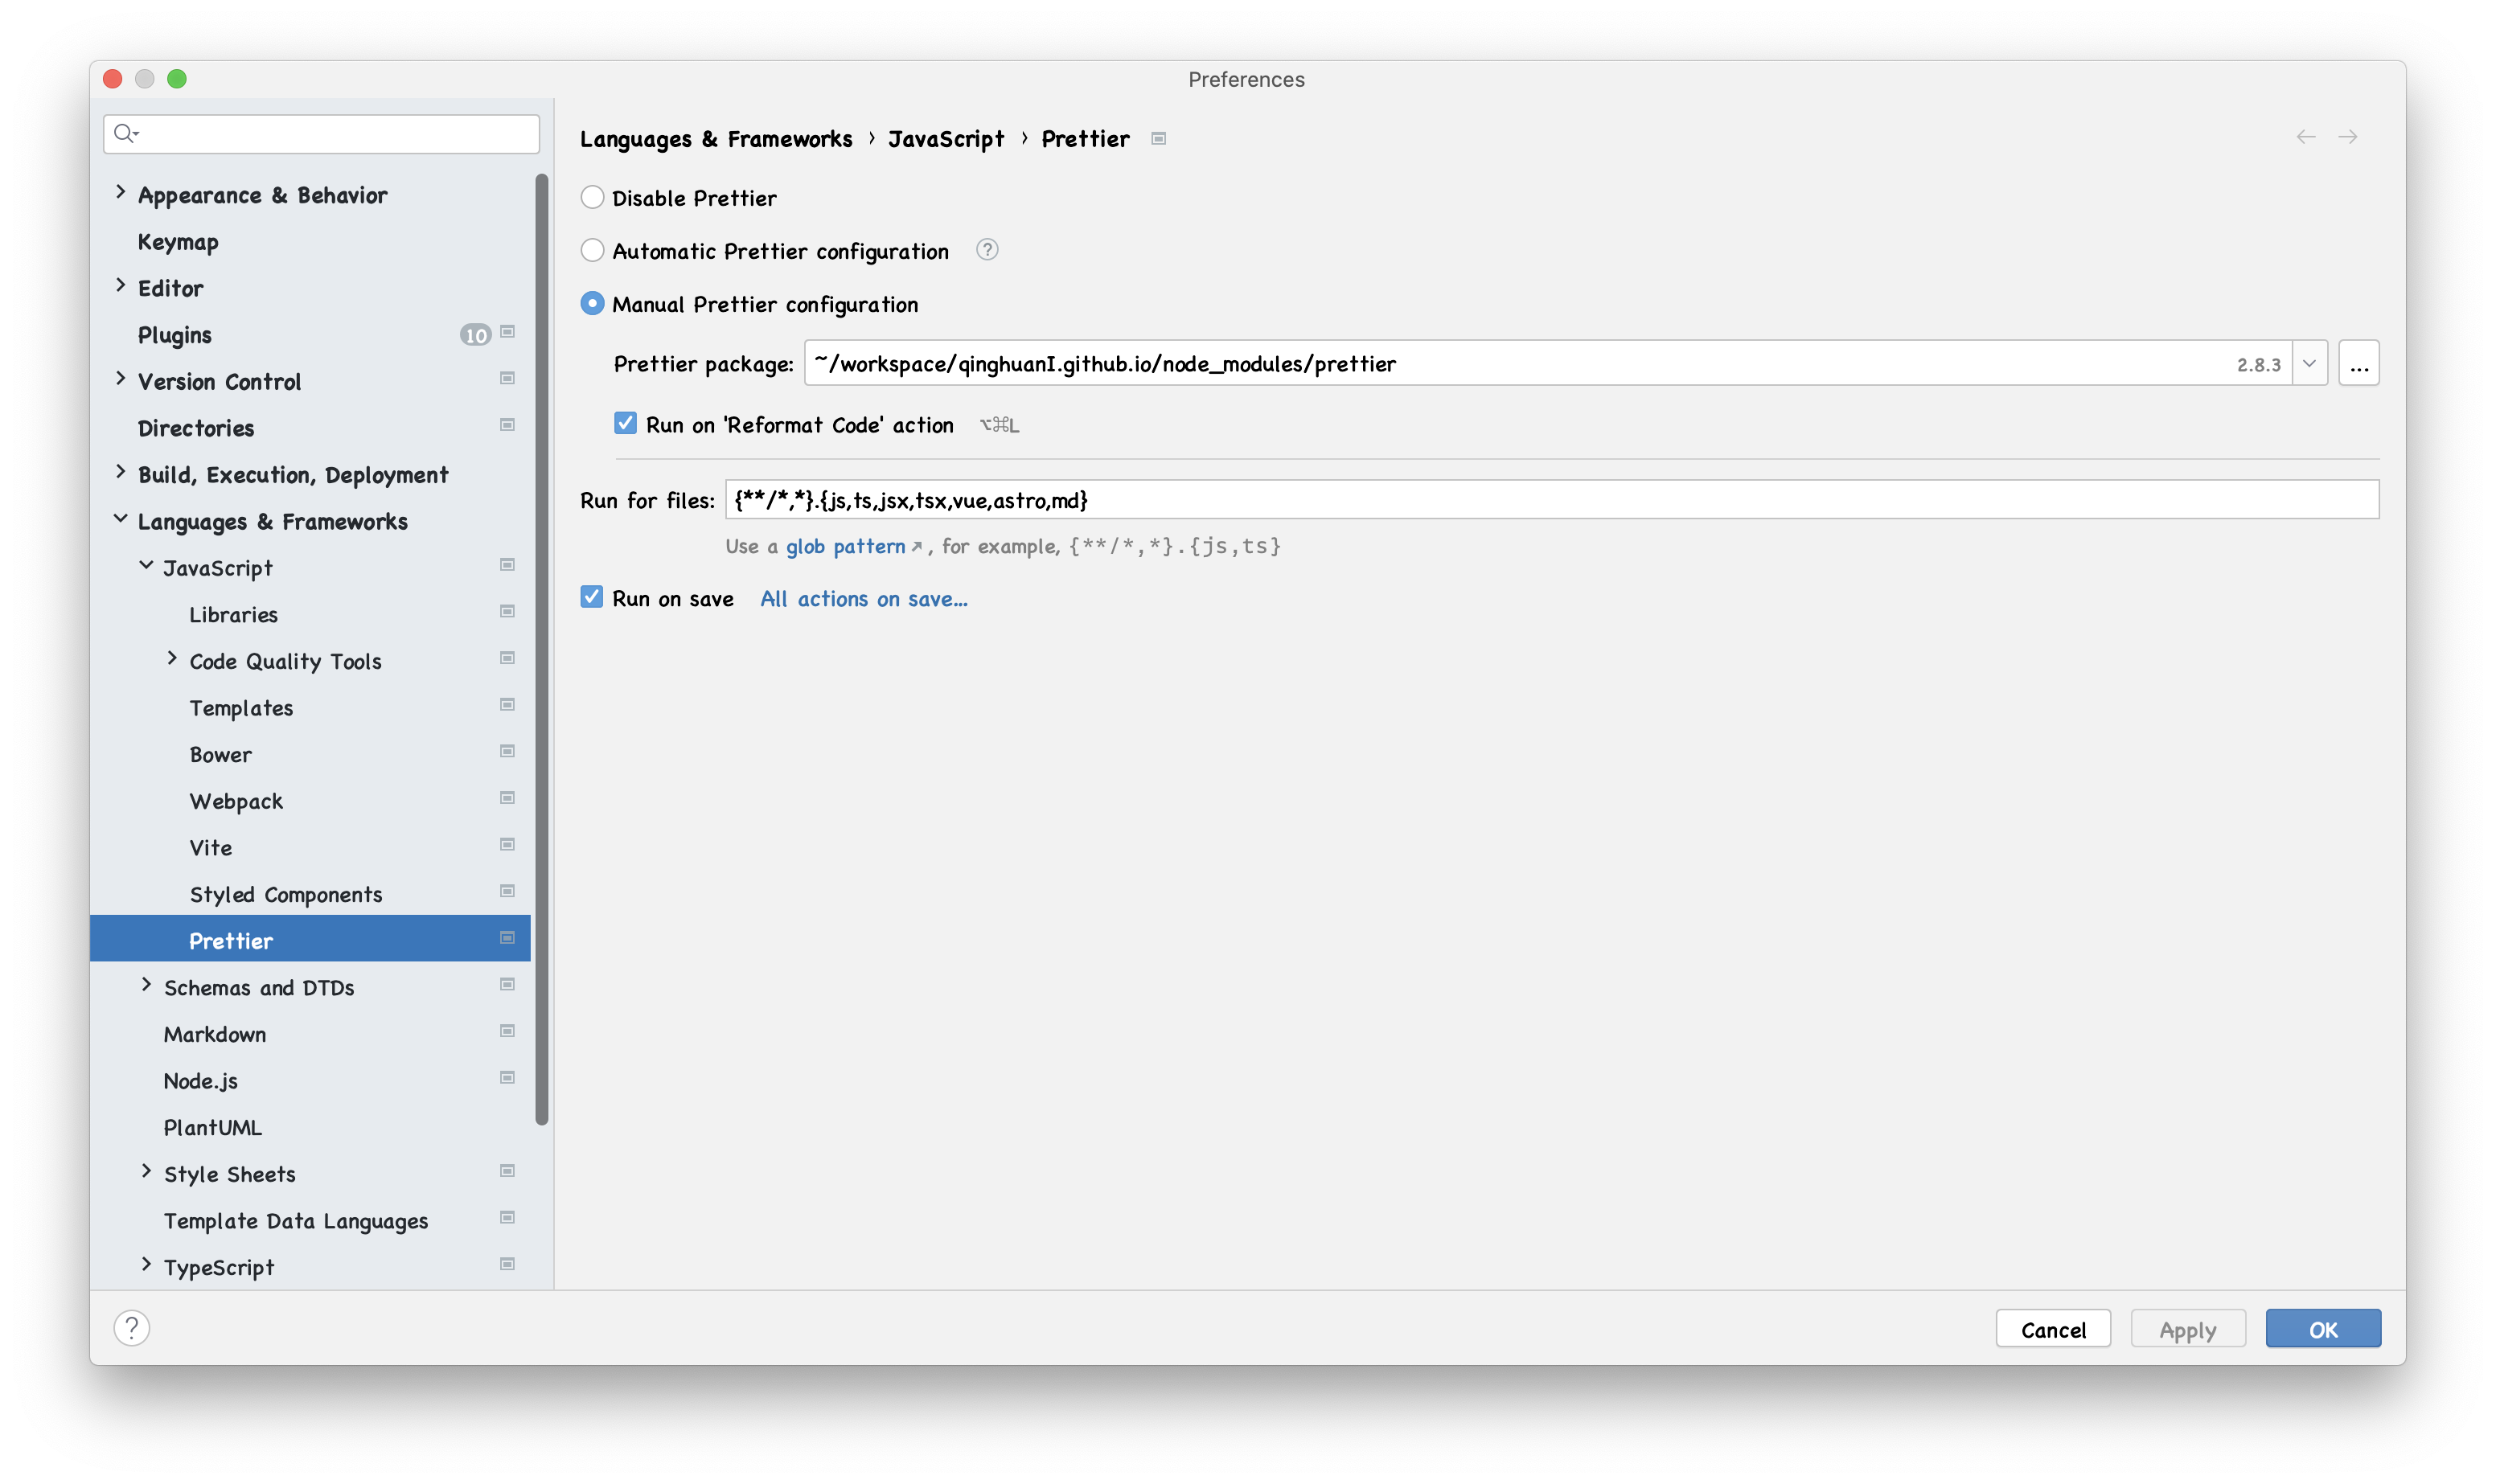 Preferences
Appearance & Behavior
Keymap
Editor
Plugins 10
Version Control
Directories
Build, Execution, Deployment
Languages & Frameworks
JavaScript
Libraries
Code Quality Tools
Templates
Bower
Webpack
Vite
Styled Components
Prettier
Schemas and DTDs
Markdown
Node.js
PlantUML
Style Sheets
Template Data Languages
TypeScript
Languages & Frameworks › JavaScript › Prettier
Disable Prettier
Automatic Prettier configuration ?
Manual Prettier configuration
Prettier package: ~/workspace/qinghuanI.github.io/node_modules/prettier 2.8.3 ...
Run on 'Reformat Code' action ⌥⌘L
Run for files: {**/*,*}.{js,ts,jsx,tsx,vue,astro,md}
Use a glob pattern ↗, for example, {**/*,*}.{js,ts}
Run on save All actions on save...
? Cancel Apply OK